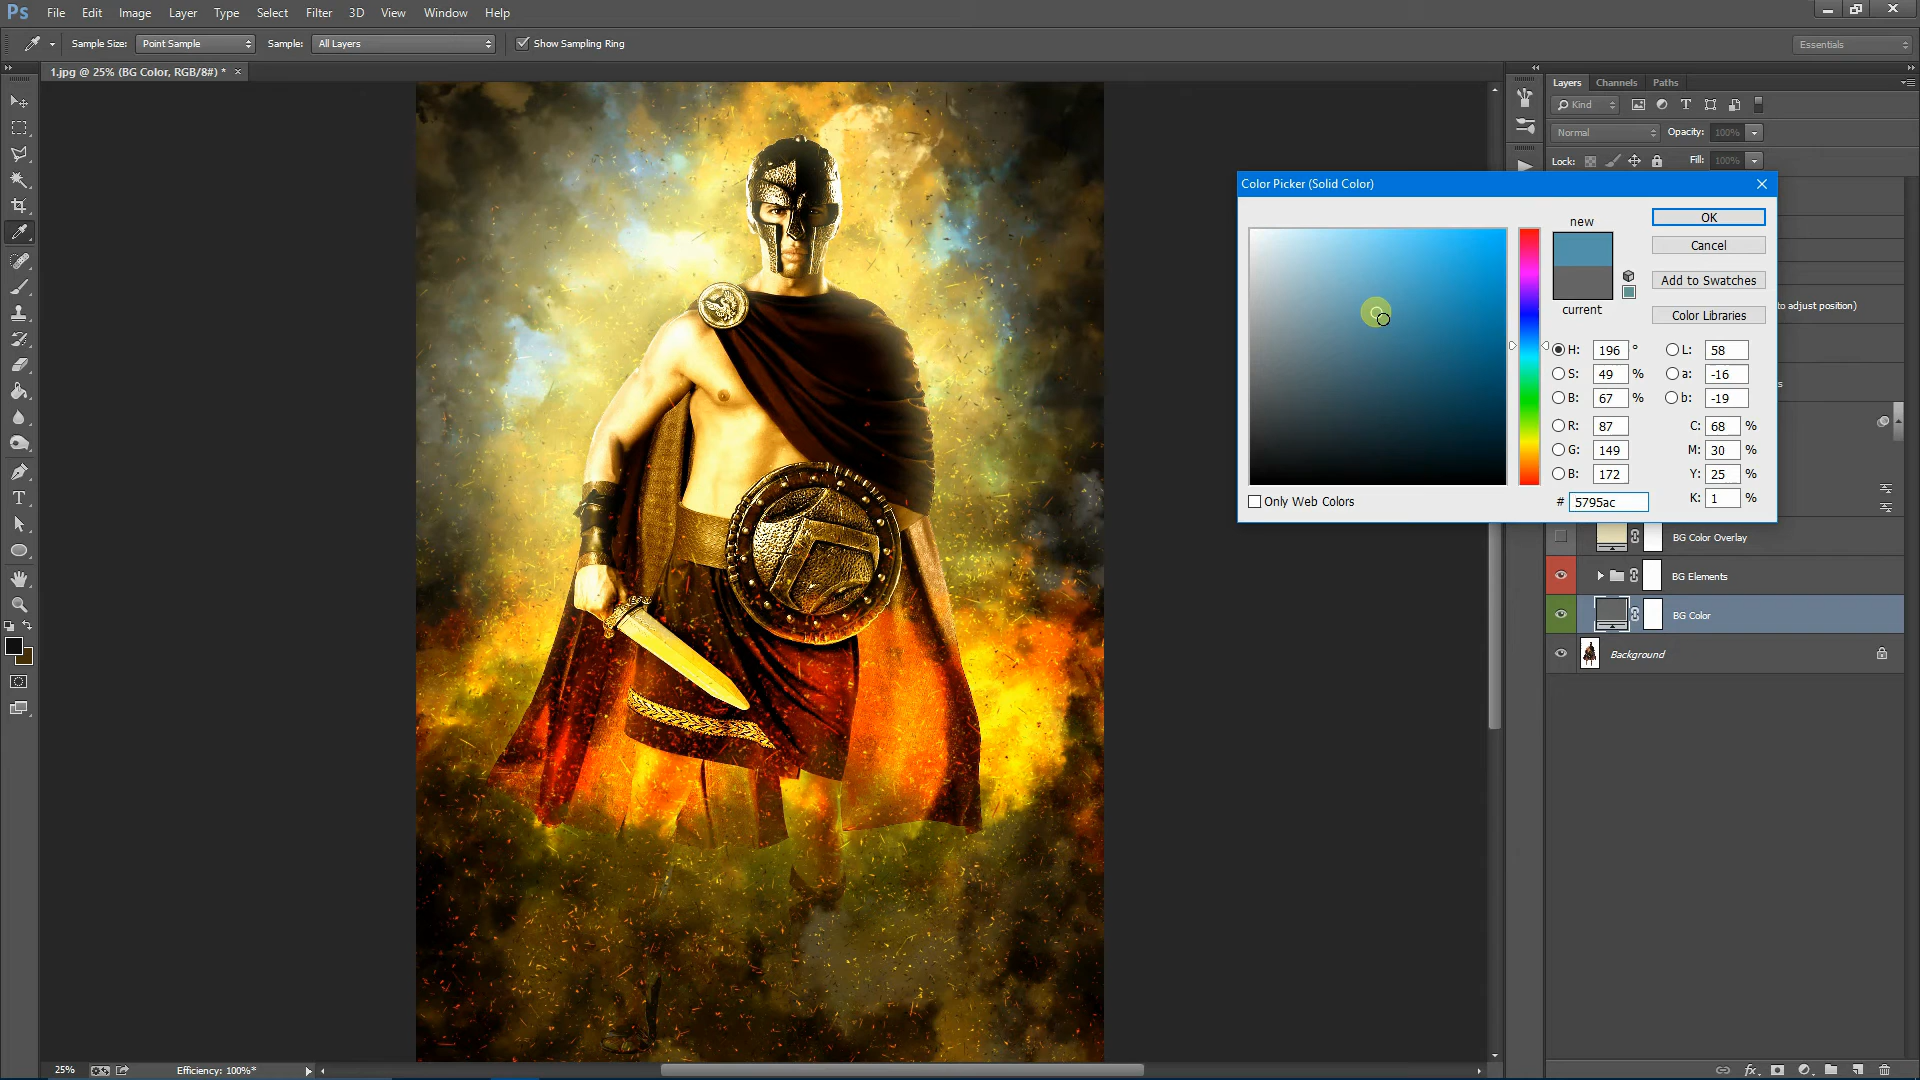 Ps File Edit Image Layer Type Select Filter 3D View Window Help
Sample Size: Point Sample Sample: All Layers Show Sampling Ring Essentials
1.jpg @ 25% (BG Color, RGB/8#) * ×
Layers Channels Paths
Kind
Normal Opacity: 100%
Lock: Fill: 100%
Color Picker (Solid Color)
new
OK
Cancel
Add to Swatches
current
Color Libraries
to adjust position)
H: 196 ° L: 58
S: 49 % a: -16
B: 67 % b: -19
R: 87 C: 68 %
G: 149 M: 30 %
B: 172 Y: 25 %
# 5795ac K: 1 %
Only Web Colors
BG Color Overlay
BG Elements
BG Color
Background
T
25% Efficiency: 100%*
fx